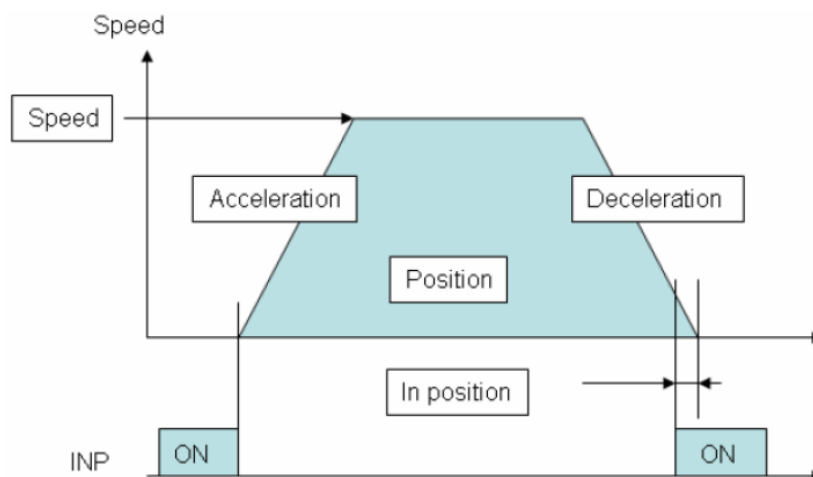 Speed
Speed
Acceleration
Deceleration
Position
In position
INP
ON
ON